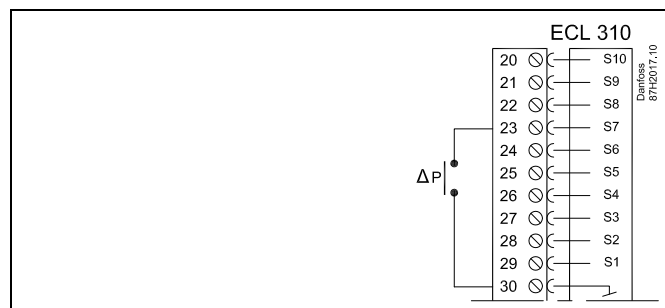 ECL 310
20 S10
21 S9
22 S8
23 S7
24 S6
25 S5
26 S4
27 S3
28 S2
29 S1
30
ΔP
Danfoss
87H2017.10